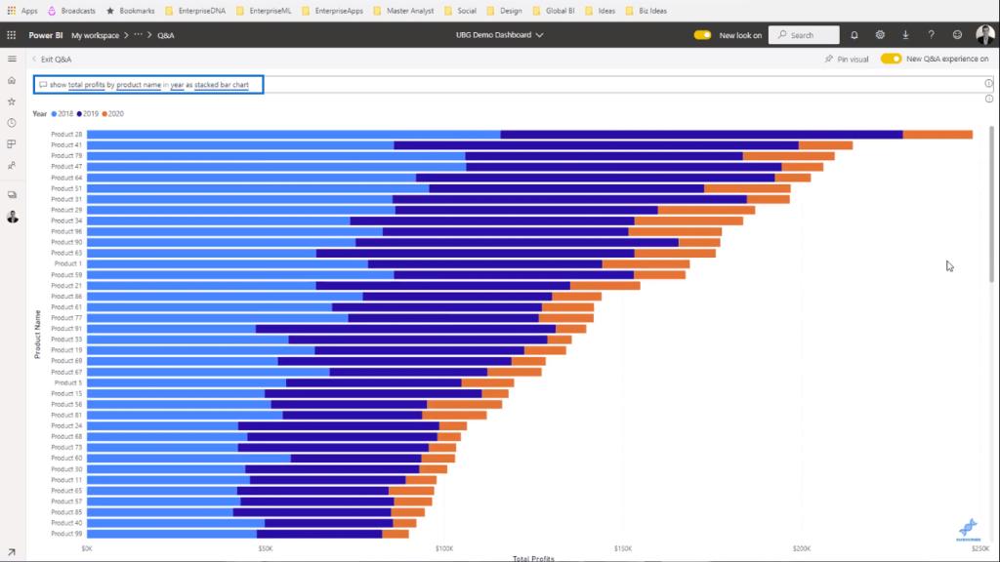 Apps Broadcasts Bookmarks EnterpriseDNA EnterpriseML EnterpriseApps Master Analyst Social Design Global BI Ideas Biz Ideas
Power BI My workspace > ··· > Q&A UBG Demo Dashboard New look on Search
Exit Q&A Pin visual New Q&A experience on
show total profits by product name in year as stacked bar chart
Year 2018 2019 2020
Product Name
Product 28
Product 41
Product 79
Product 47
Product 64
Product 51
Product 31
Product 29
Product 34
Product 96
Product 90
Product 63
Product 1
Product 59
Product 21
Product 86
Product 61
Product 77
Product 91
Product 33
Product 19
Product 69
Product 67
Product 5
Product 15
Product 56
Product 81
Product 24
Product 68
Product 73
Product 60
Product 30
Product 11
Product 65
Product 57
Product 85
Product 40
Product 99
$0K $50K $100K $150K $200K $250K
Total Profits
SUBSCRIBE